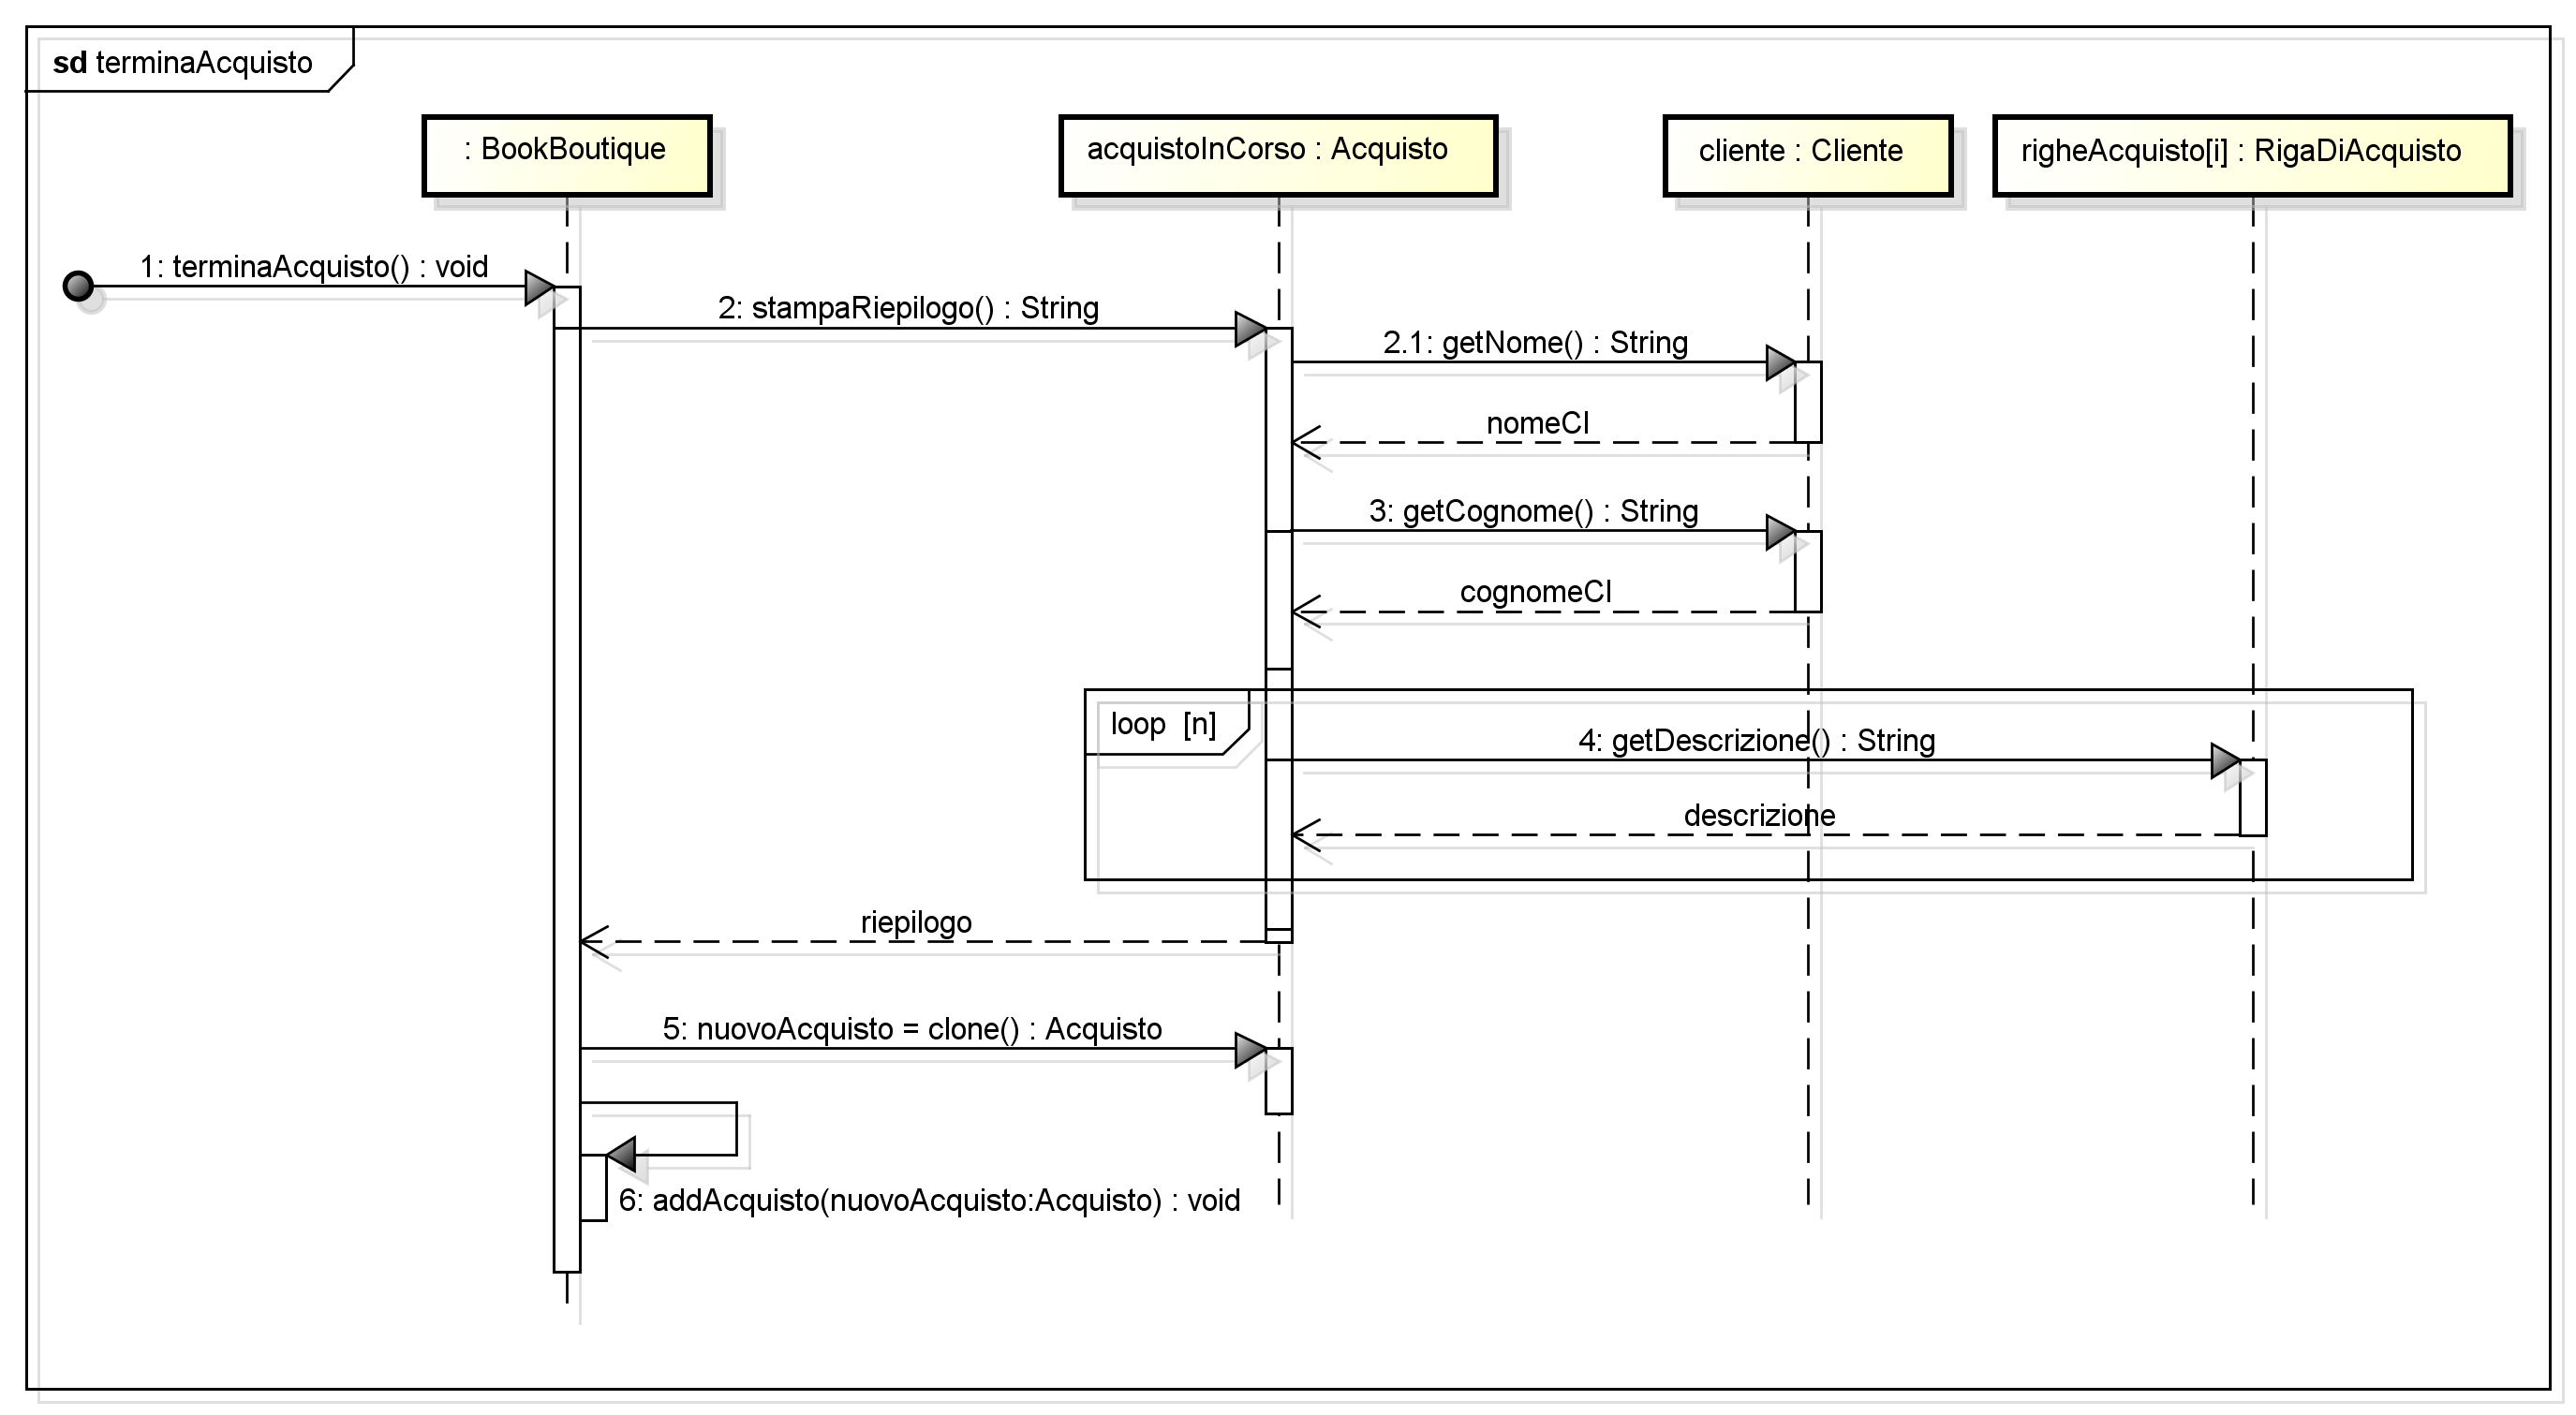 sd terminaAcquisto
: BookBoutique
acquistoInCorso : Acquisto
cliente : Cliente
righeAcquisto[i] : RigaDiAcquisto
1: terminaAcquisto() : void
2: stampaRiepilogo() : String
2.1: getNome() : String
nomeCl
3: getCognome() : String
cognomeCl
loop [n]
4: getDescrizione() : String
descrizione
riepilogo
5: nuovoAcquisto = clone() : Acquisto
6: addAcquisto(nuovoAcquisto:Acquisto) : void